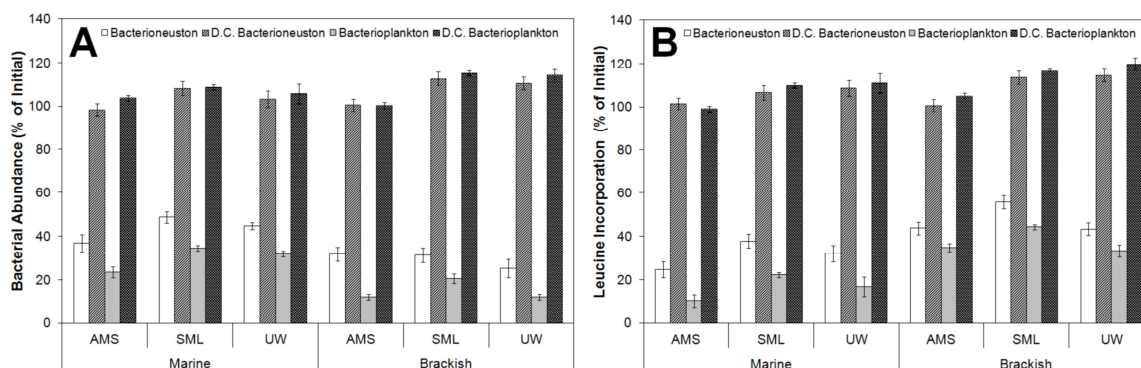 A
Bacterioneuston D.C. Bacterioneuston Bacterioplankton D.C. Bacterioplankton
Bacterial Abundance (% of Initial)
140
120
100
80
60
40
20
0
AMS SML UW AMS SML UW
Marine Brackish
B
Bacterioneuston D.C. Bacterioneuston Bacterioplankton D.C. Bacterioplankton
Leucine Incorporation (% of Initial)
140
120
100
80
60
40
20
0
AMS SML UW AMS SML UW
Marine Brackish